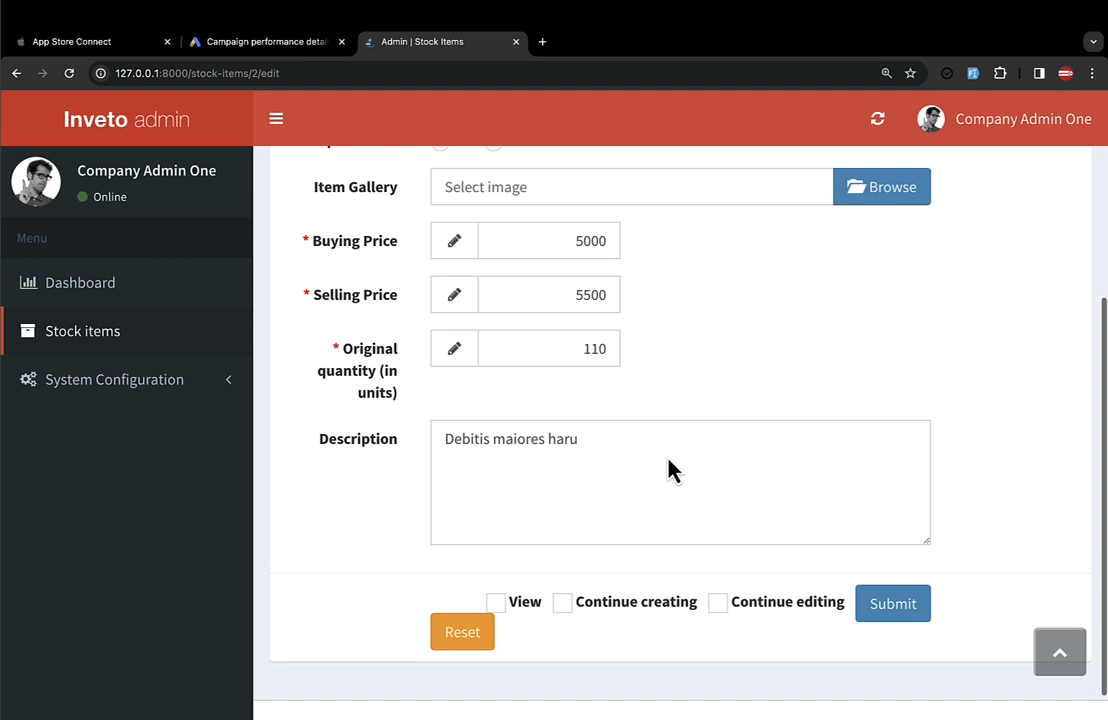 App Store Connect
Campaign performance detail
Admin | Stock Items
127.0.0.1:8000/stock-items/2/edit
Inveto admin
Company Admin One
Company Admin One
Online
Menu
Dashboard
Stock items
System Configuration
Item Gallery
Select image
Browse
* Buying Price
5000
* Selling Price
5500
* Original
quantity (in
units)
110
Description
Debitis maiores haru
View
Continue creating
Continue editing
Submit
Reset